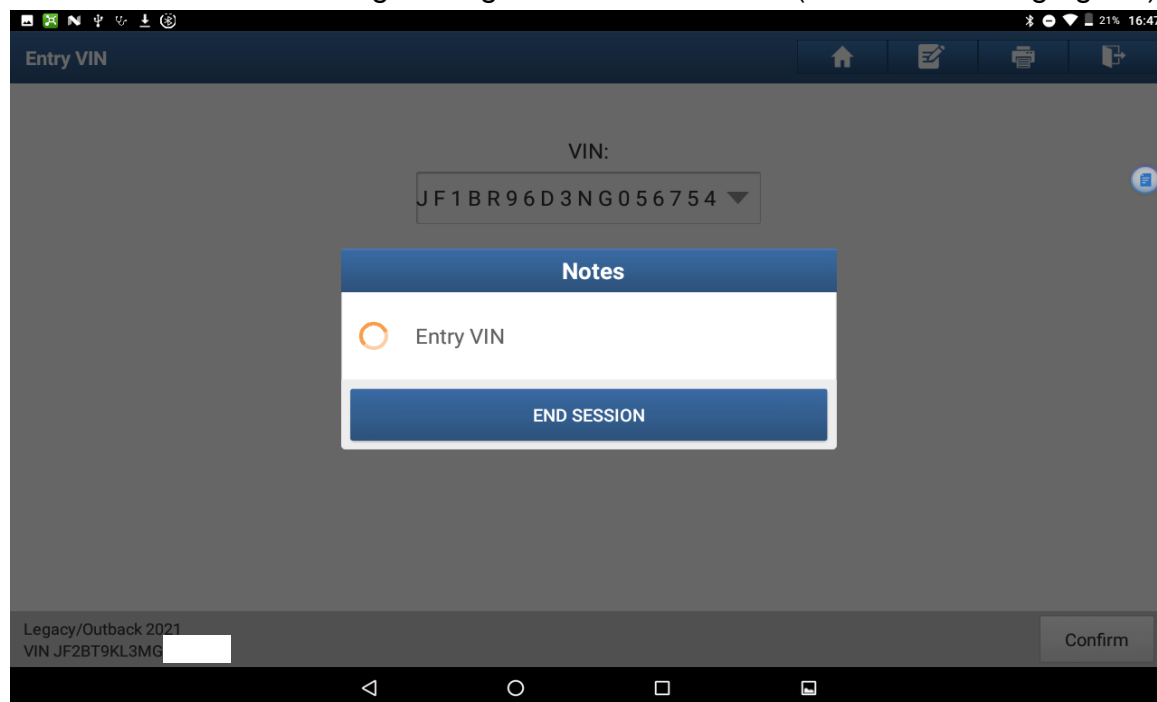 21% 16:47
Entry VIN
VIN:
JF1BR96D3NG056754
Notes
Entry VIN
END SESSION
Legacy/Outback 2021
VIN JF2BT9KL3MG
Confirm